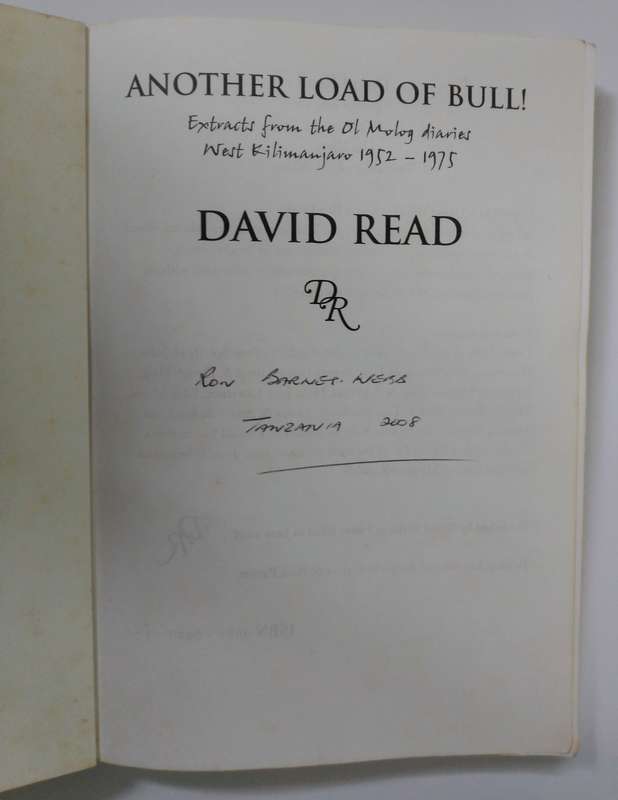 ANOTHER LOAD OF BULL!
Extracts from the Ol Molog diaries
West Kilimanjaro 1952 – 1975
DAVID READ
DR
RON BARNES-WEBB
TANZANIA 2008